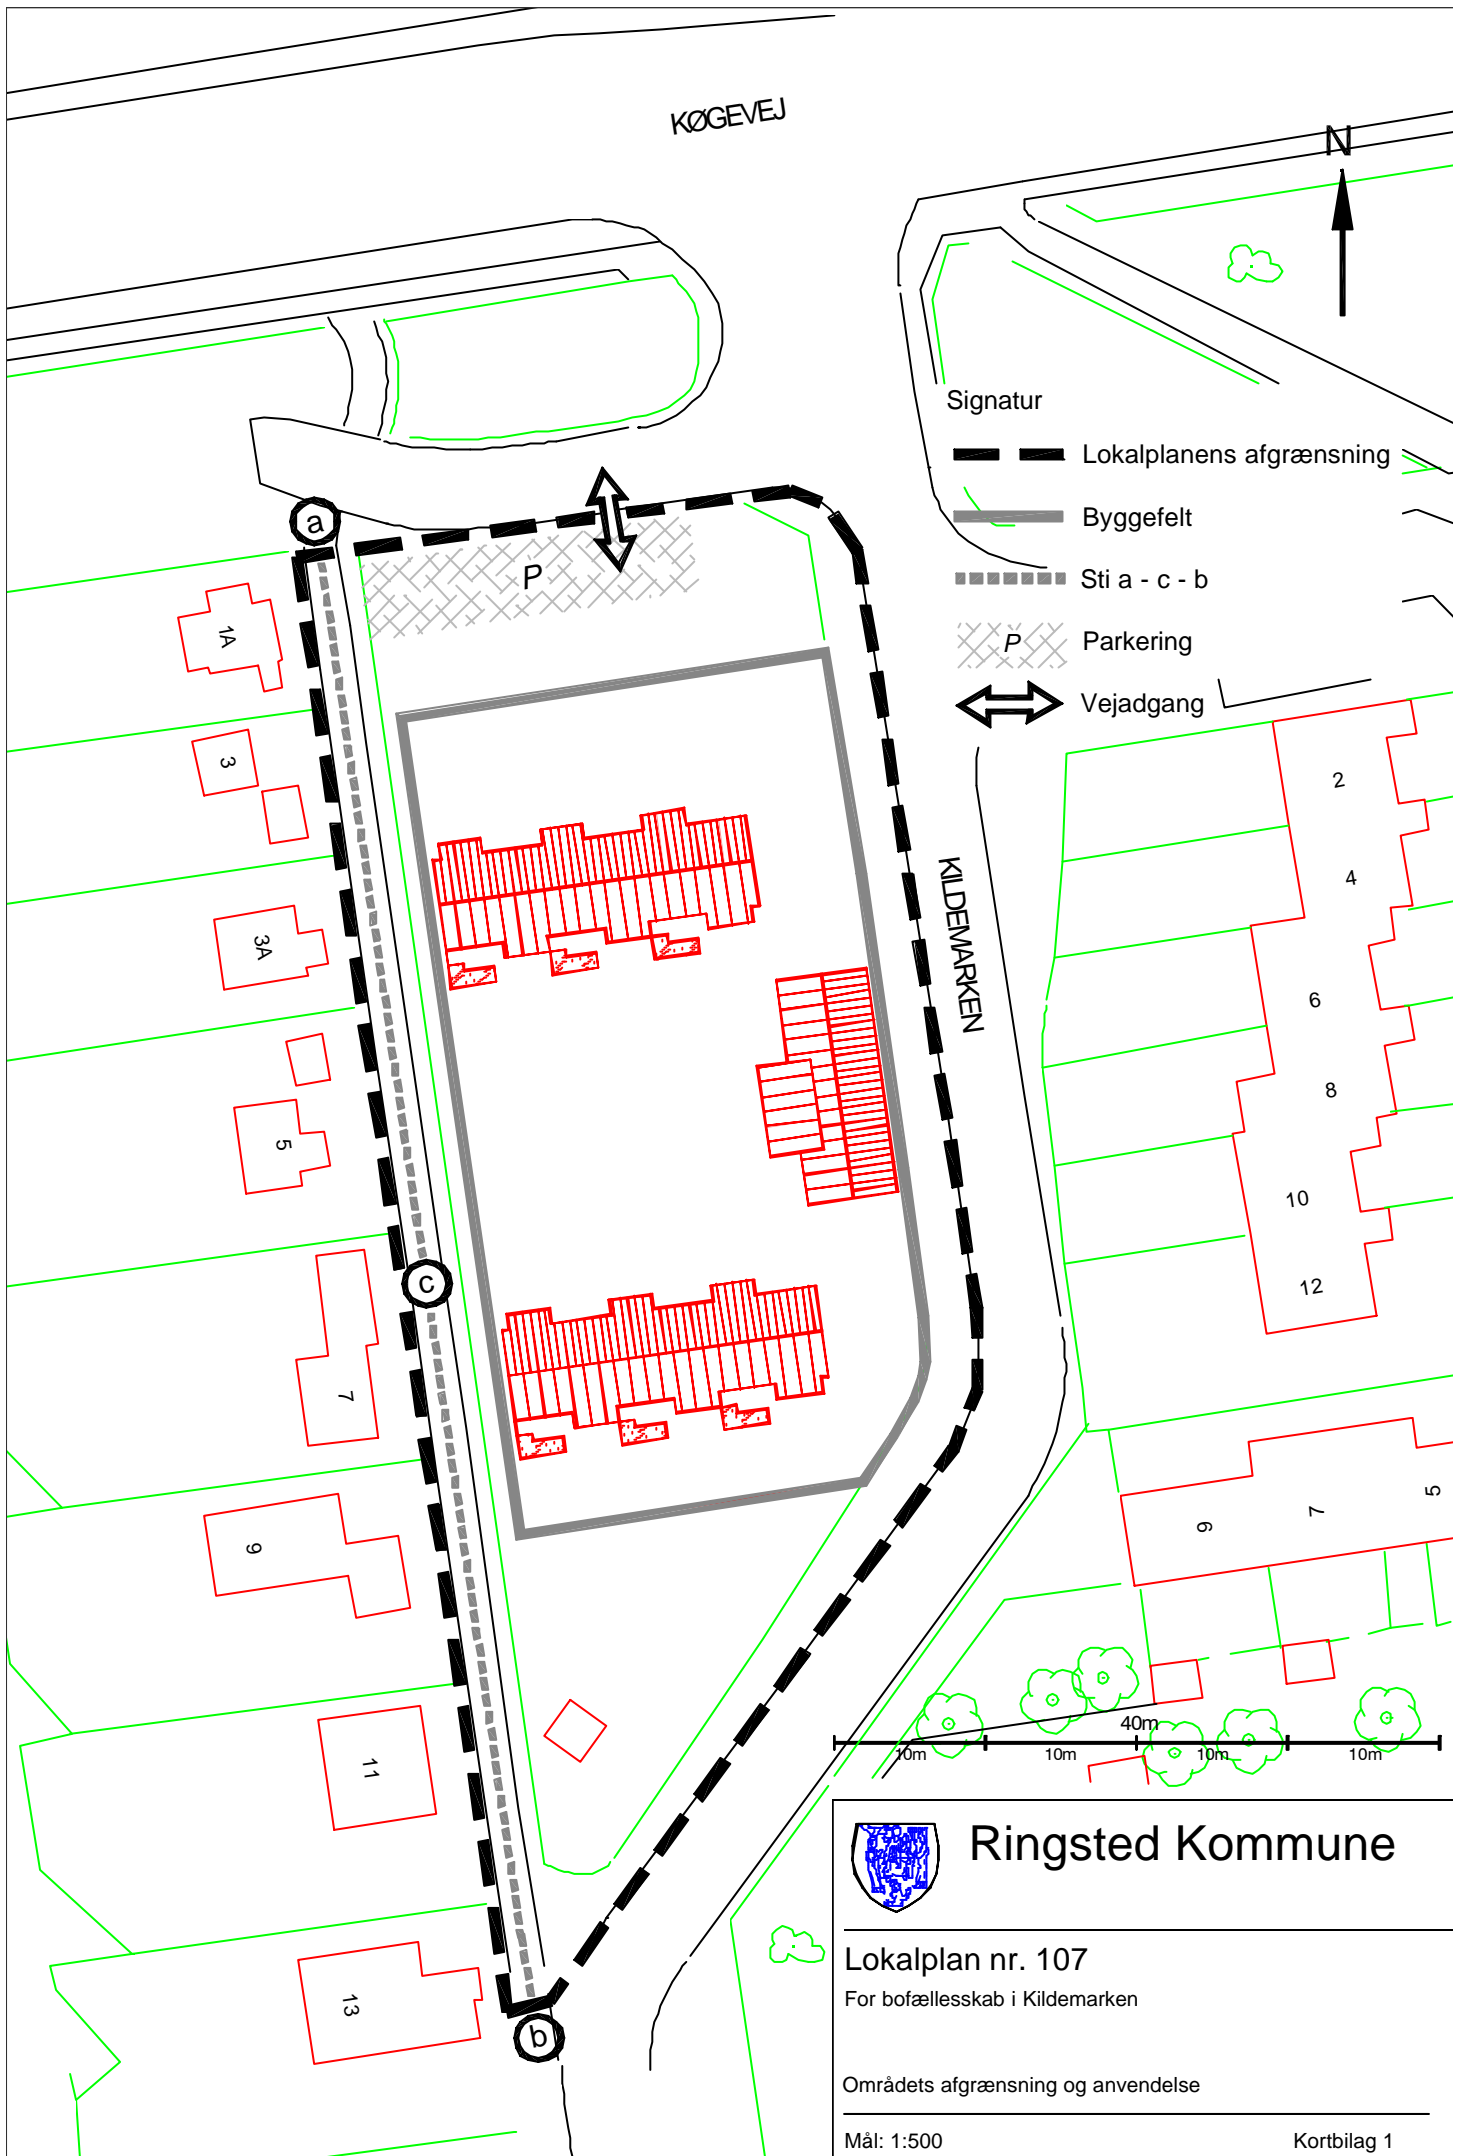 KØGEVEJ
N
Signatur
Lokalplanens afgrænsning
Byggefelt
Sti a - c - b
P Parkering
Vejadgang
a
P
1A
3
3A
5
c
7
9
11
13
b
KILDEMARKEN
2
4
6
8
10
12
9
7
5
40m
10m 10m 10m 10m
Ringsted Kommune
Lokalplan nr. 107
For bofællesskab i Kildemarken
Områdets afgrænsning og anvendelse
Mål: 1:500 Kortbilag 1